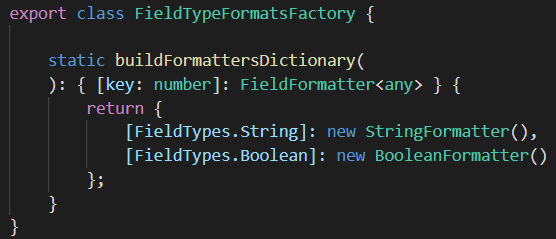 export class FieldTypeFormatsFactory {
static buildFormattersDictionary(
): { [key: number]: FieldFormatter<any> } {
return {
[FieldTypes.String]: new StringFormatter(),
[FieldTypes.Boolean]: new BooleanFormatter()
};
}
}